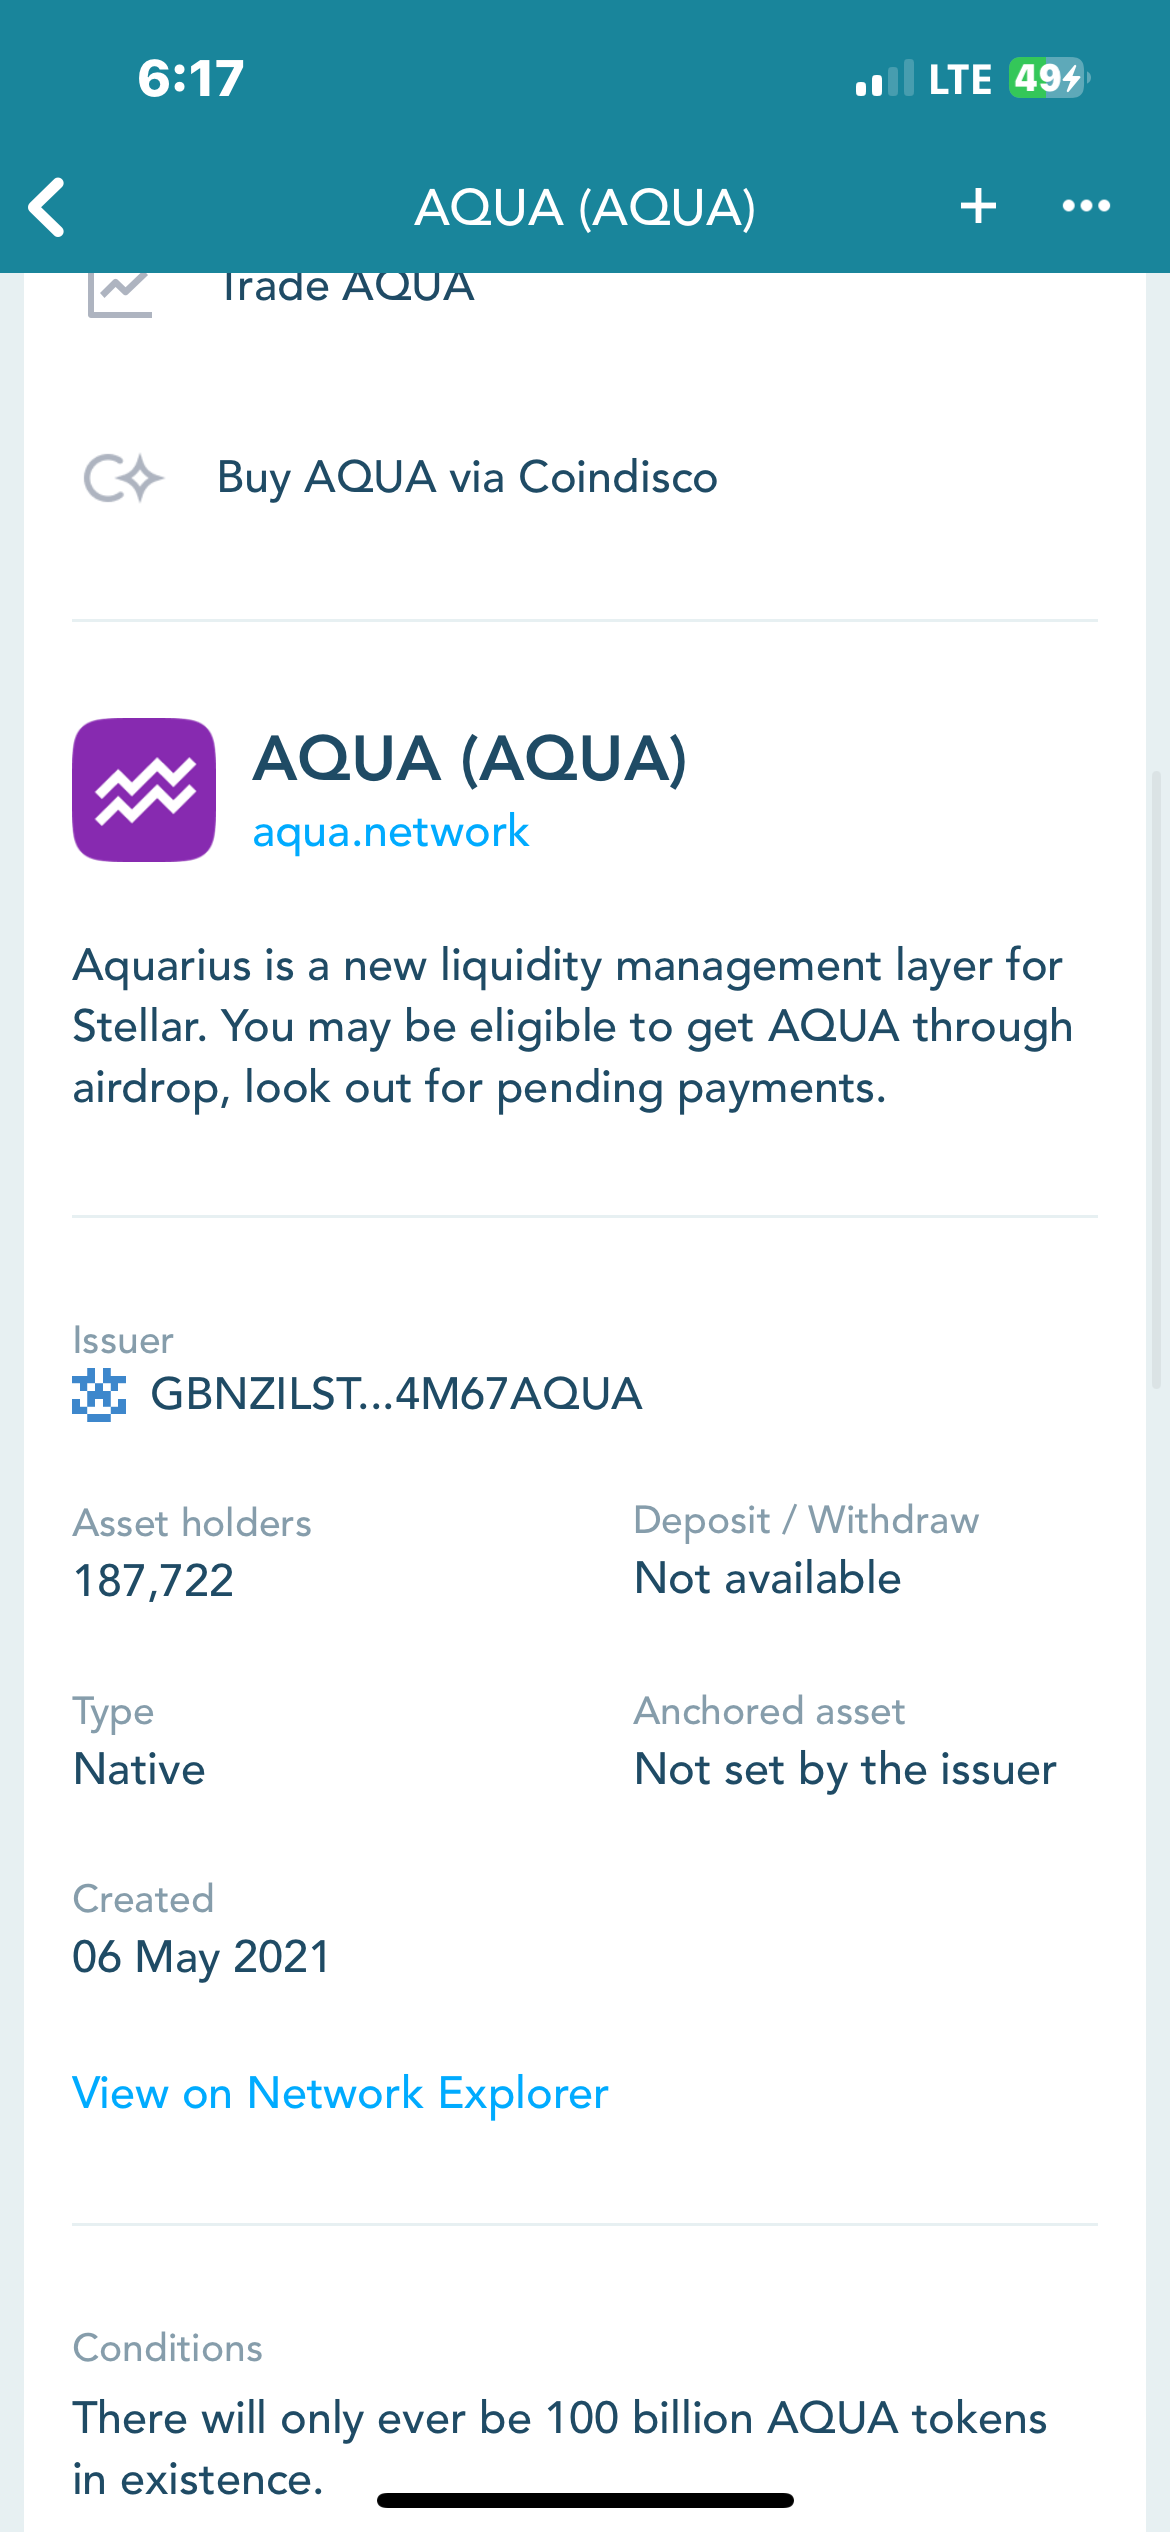 6:17
LTE 49
AQUA (AQUA)
Trade AQUA
Buy AQUA via Coindisco
AQUA (AQUA)
aqua.network
Aquarius is a new liquidity management layer for
Stellar. You may be eligible to get AQUA through
airdrop, look out for pending payments.
Issuer
GBNZILST...4M67AQUA
Asset holders
187,722
Deposit / Withdraw
Not available
Type
Native
Anchored asset
Not set by the issuer
Created
06 May 2021
View on Network Explorer
Conditions
There will only ever be 100 billion AQUA tokens
in existence.